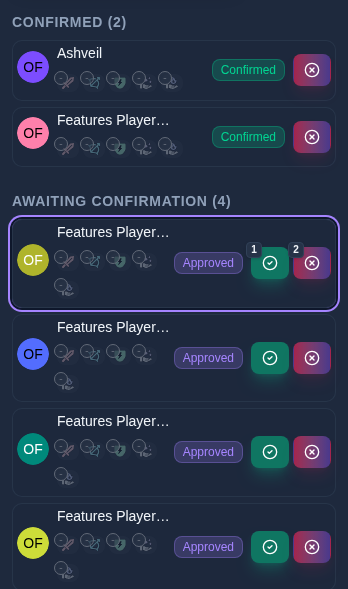 CONFIRMED (2)
Ashveil
OF
Confirmed
Features Player…
OF
Confirmed
AWAITING CONFIRMATION (4)
Features Player…
1
2
OF
Approved
Features Player…
OF
Approved
Features Player…
OF
Approved
Features Player…
OF
Approved